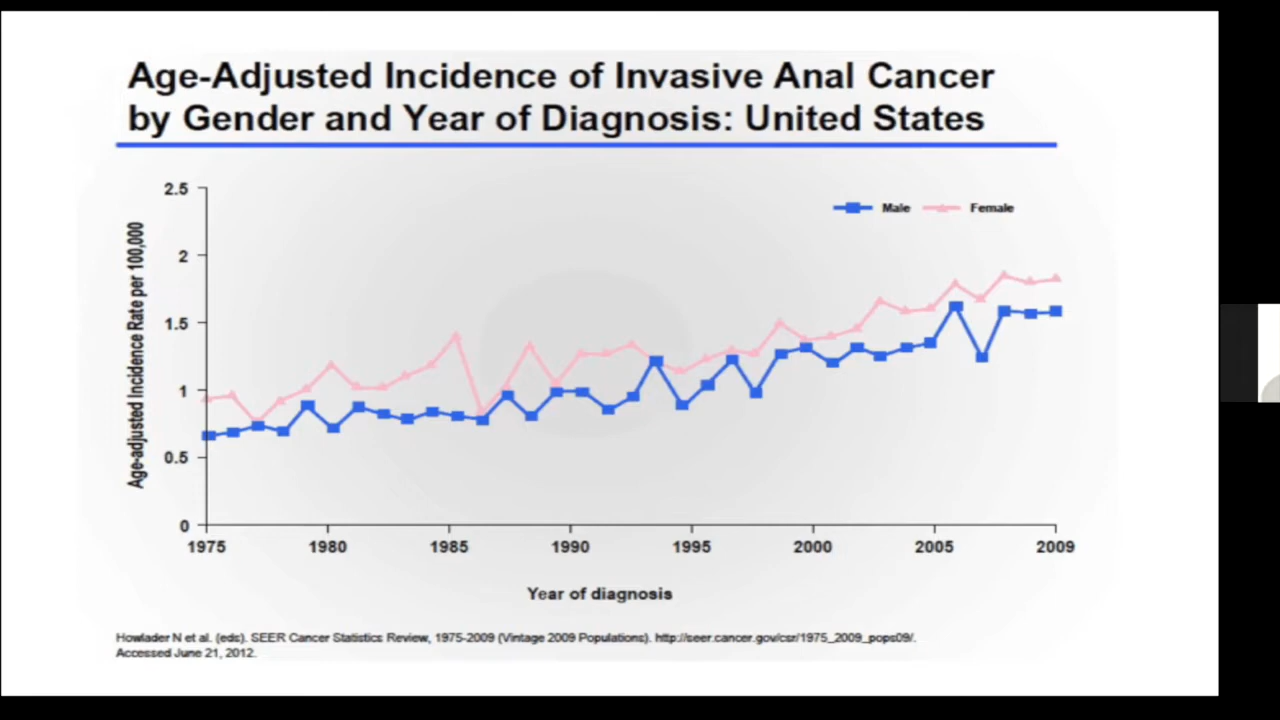 Age-Adjusted Incidence of Invasive Anal Cancer
by Gender and Year of Diagnosis: United States
Male Female
Age-adjusted Incidence Rate per 100,000
2.5
2
1.5
1
0.5
0
1975 1980 1985 1990 1995 2000 2005 2009
Year of diagnosis
Howlader N et al. (eds). SEER Cancer Statistics Review, 1975-2009 (Vintage 2009 Populations). http://seer.cancer.gov/csr/1975_2009_pops09/.
Accessed June 21, 2012.